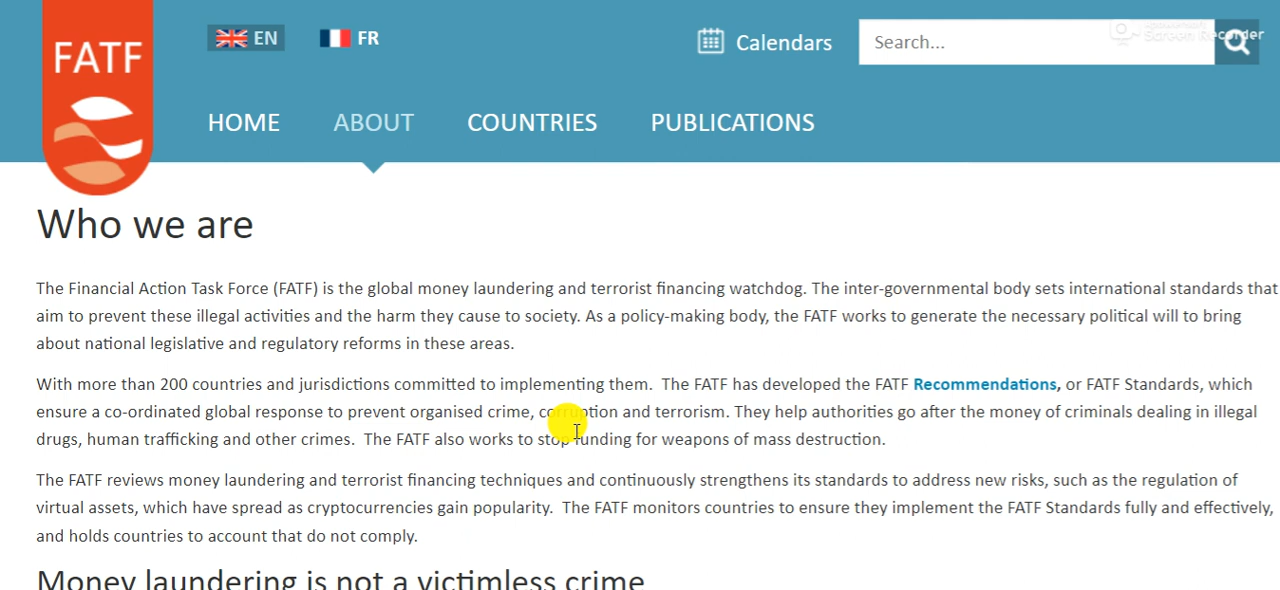 FATF
EN
FR
Calendars
Search...
Screen Recorder
HOME
ABOUT
COUNTRIES
PUBLICATIONS
Who we are
The Financial Action Task Force (FATF) is the global money laundering and terrorist financing watchdog. The inter-governmental body sets international standards that
aim to prevent these illegal activities and the harm they cause to society. As a policy-making body, the FATF works to generate the necessary political will to bring
about national legislative and regulatory reforms in these areas.
With more than 200 countries and jurisdictions committed to implementing them.  The FATF has developed the FATF Recommendations, or FATF Standards, which
ensure a co-ordinated global response to prevent organised crime, corruption and terrorism. They help authorities go after the money of criminals dealing in illegal
drugs, human trafficking and other crimes.  The FATF also works to stop funding for weapons of mass destruction.
The FATF reviews money laundering and terrorist financing techniques and continuously strengthens its standards to address new risks, such as the regulation of
virtual assets, which have spread as cryptocurrencies gain popularity.  The FATF monitors countries to ensure they implement the FATF Standards fully and effectively,
and holds countries to account that do not comply.
Money laundering is not a victimless crime